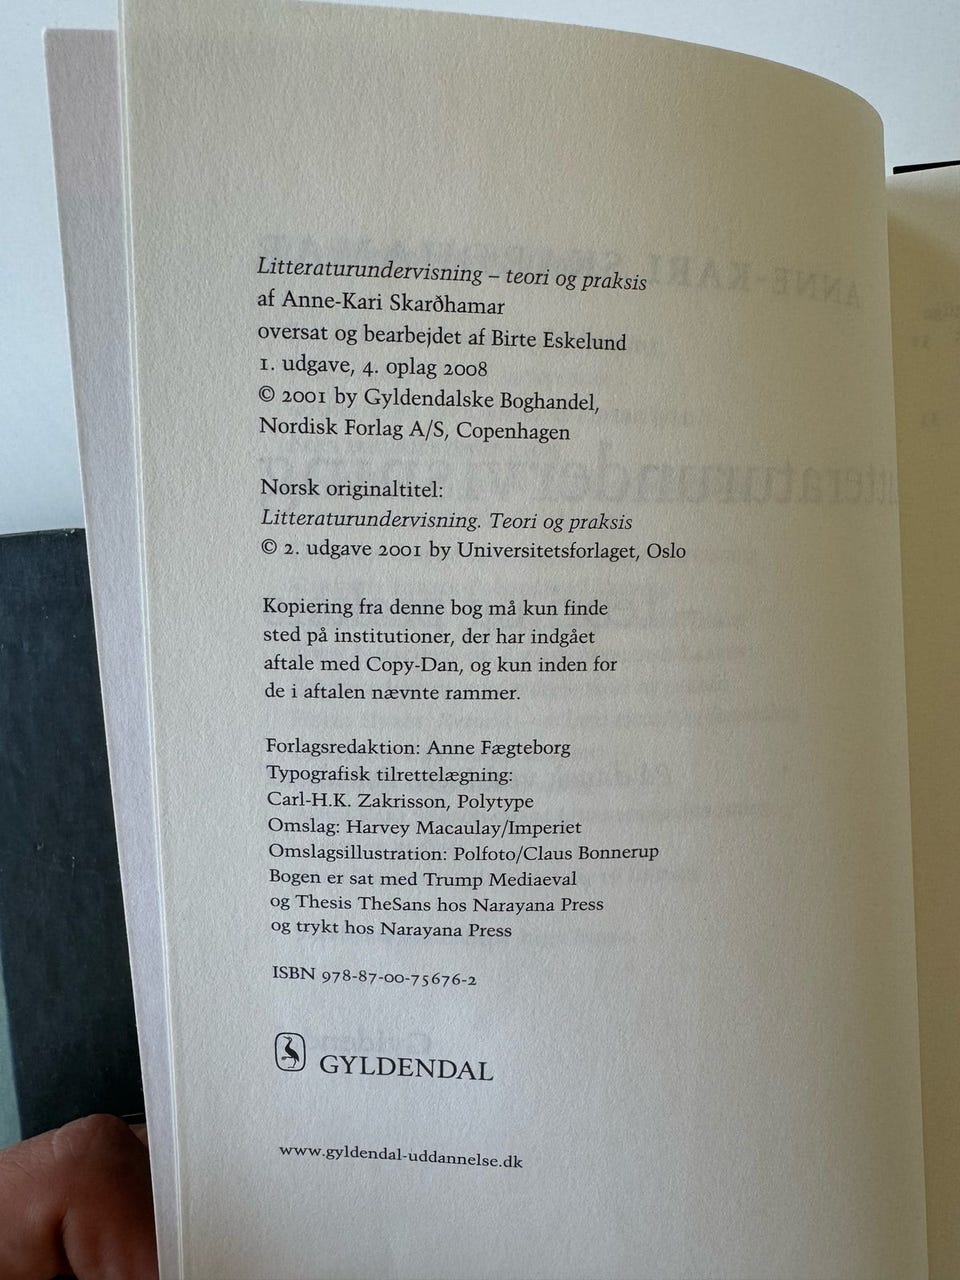 Litteraturundervisning – teori og praksis
af Anne-Kari Skarðhamar
oversat og bearbejdet af Birte Eskelund
1. udgave, 4. oplag 2008
© 2001 by Gyldendalske Boghandel,
Nordisk Forlag A/S, Copenhagen
Norsk originaltitel:
Litteraturundervisning. Teori og praksis
© 2. udgave 2001 by Universitetsforlaget, Oslo
Kopiering fra denne bog må kun finde
sted på institutioner, der har indgået
aftale med Copy-Dan, og kun inden for
de i aftalen nævnte rammer.
Forlagsredaktion: Anne Fægteborg
Typografisk tilrettelægning:
Carl-H.K. Zakrisson, Polytype
Omslag: Harvey Macaulay/Imperiet
Omslagsillustration: Polfoto/Claus Bonnerup
Bogen er sat med Trump Mediaeval
og Thesis TheSans hos Narayana Press
og trykt hos Narayana Press
ISBN 978-87-00-75676-2
GYLDENDAL
www.gyldendal-uddannelse.dk